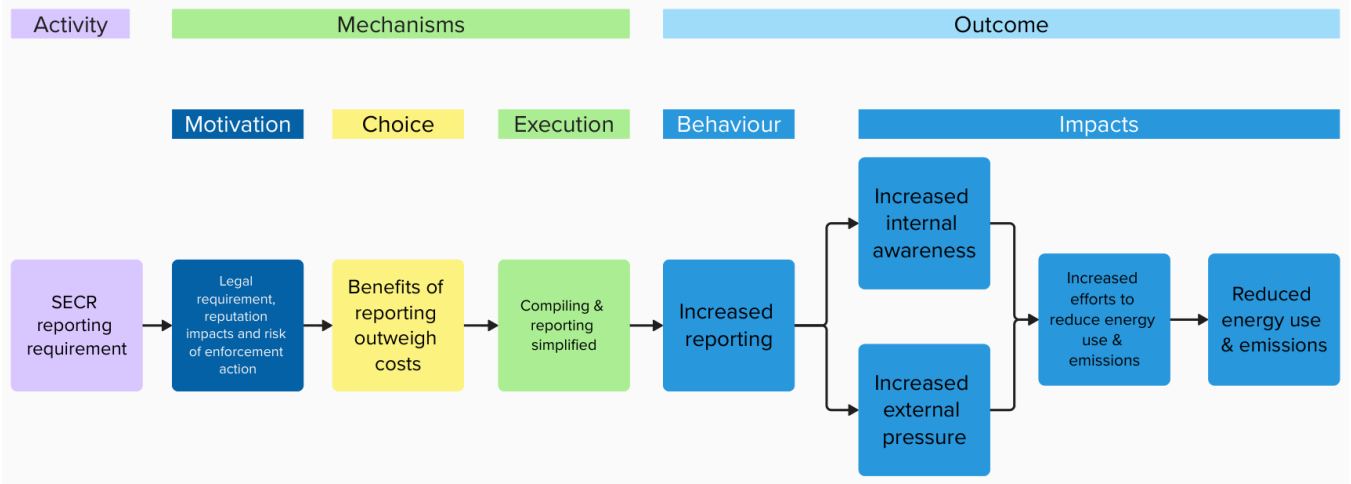 Activity
Mechanisms
Outcome
Motivation
Choice
Execution
Behaviour
Impacts
SECR
reporting
requirement
Legal
requirement,
reputation
impacts and risk
of enforcement
action
Benefits of
reporting
outweigh
costs
Compiling &
reporting
simplified
Increased
reporting
Increased
internal
awareness
Increased
external
pressure
Increased
efforts to
reduce energy
use &
emissions
Reduced
energy use
& emissions